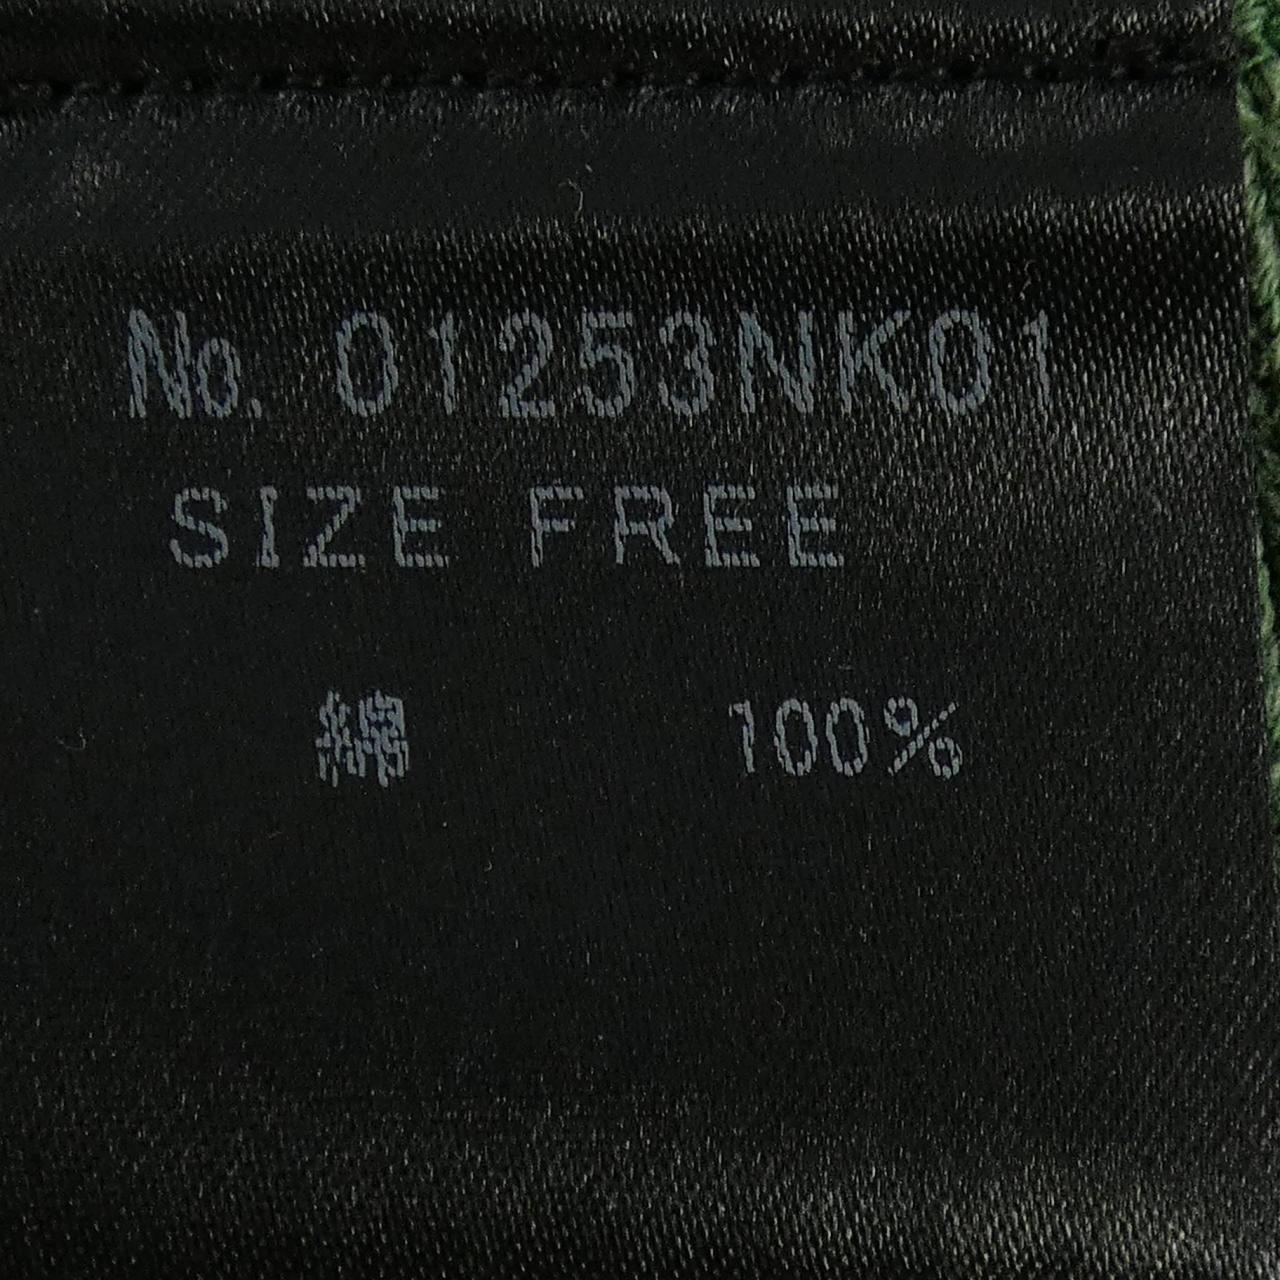 No. 01253NK01
SIZE FREE
綿 100%